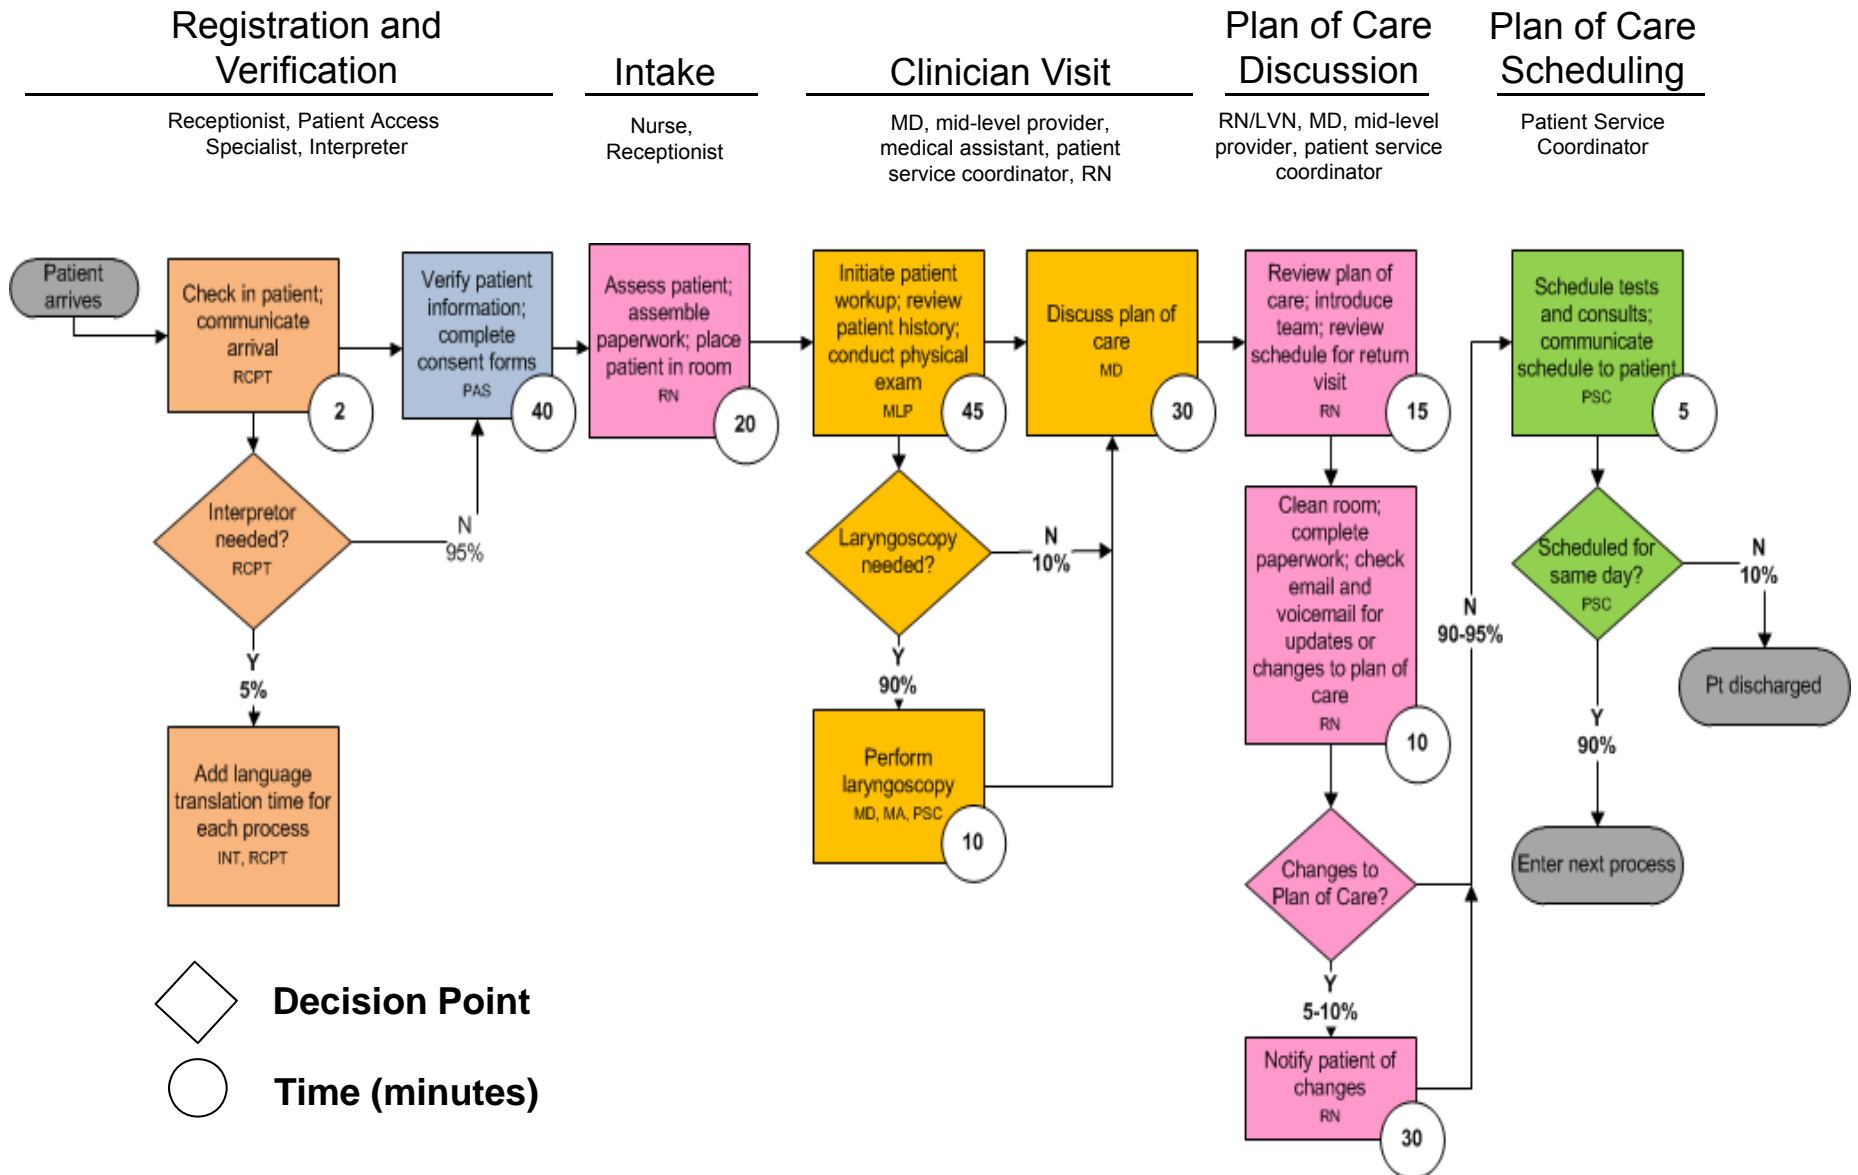 Registration and
Verification
Intake
Clinician Visit
Plan of Care
Discussion
Plan of Care
Scheduling
Receptionist, Patient Access
Specialist, Interpreter
Nurse,
Receptionist
MD, mid-level provider,
medical assistant, patient
service coordinator, RN
RN/LVN, MD, mid-level
provider, patient service
coordinator
Patient Service
Coordinator
Patient
arrives
Check in patient;
communicate
arrival
RCPT
2
Verify patient
information;
complete
consent forms
PAS
40
Assess patient;
assemble
paperwork; place
patient in room
RN
20
Initiate patient
workup; review
patient history;
conduct physical
exam
MLP
45
Discuss plan of
care
MD
30
Review plan of
care; introduce
team; review
schedule for return
visit
RN
15
Schedule tests
and consults;
communicate
schedule to patient
PSC
5
Interpretor
needed?
RCPT
N
95%
Y
5%
Add language
translation time for
each process
INT, RCPT
Laryngoscopy
needed?
N
10%
Y
90%
Perform
laryngoscopy
MD, MA, PSC
10
Clean room;
complete
paperwork; check
email and
voicemail for
updates or
changes to plan of
care
RN
10
Changes to
Plan of Care?
N
90-95%
Y
5-10%
Notify patient of
changes
RN
30
Scheduled for
same day?
PSC
N
10%
Pt discharged
Y
90%
Enter next process
Decision Point
Time (minutes)